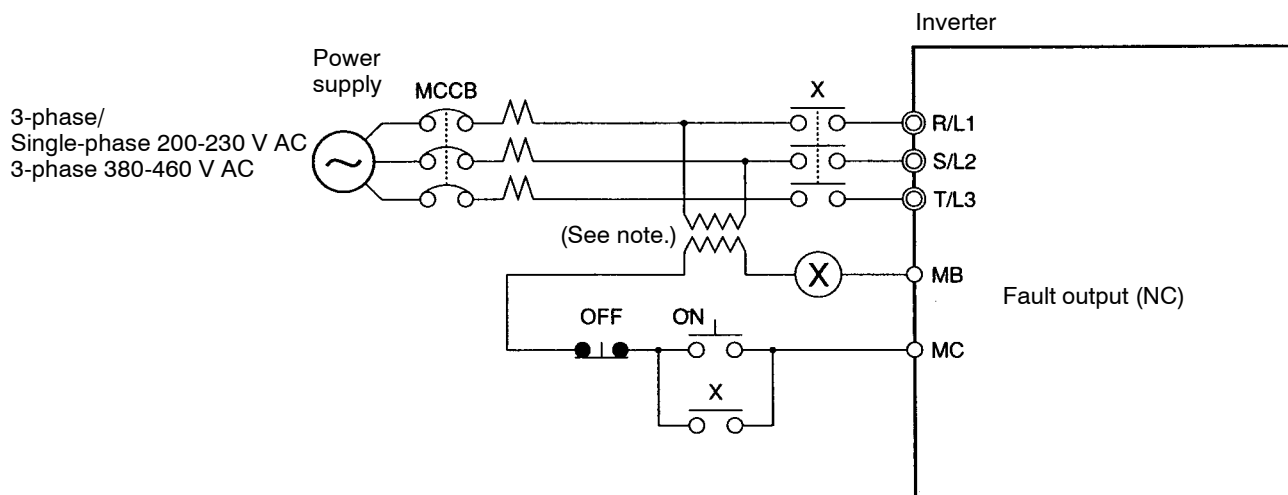 Inverter
Power
supply
MCCB
X
3-phase/
Single-phase 200-230 V AC
3-phase 380-460 V AC
R/L1
S/L2
T/L3
(See note.)
X
MB
Fault output (NC)
OFF
ON
MC
X